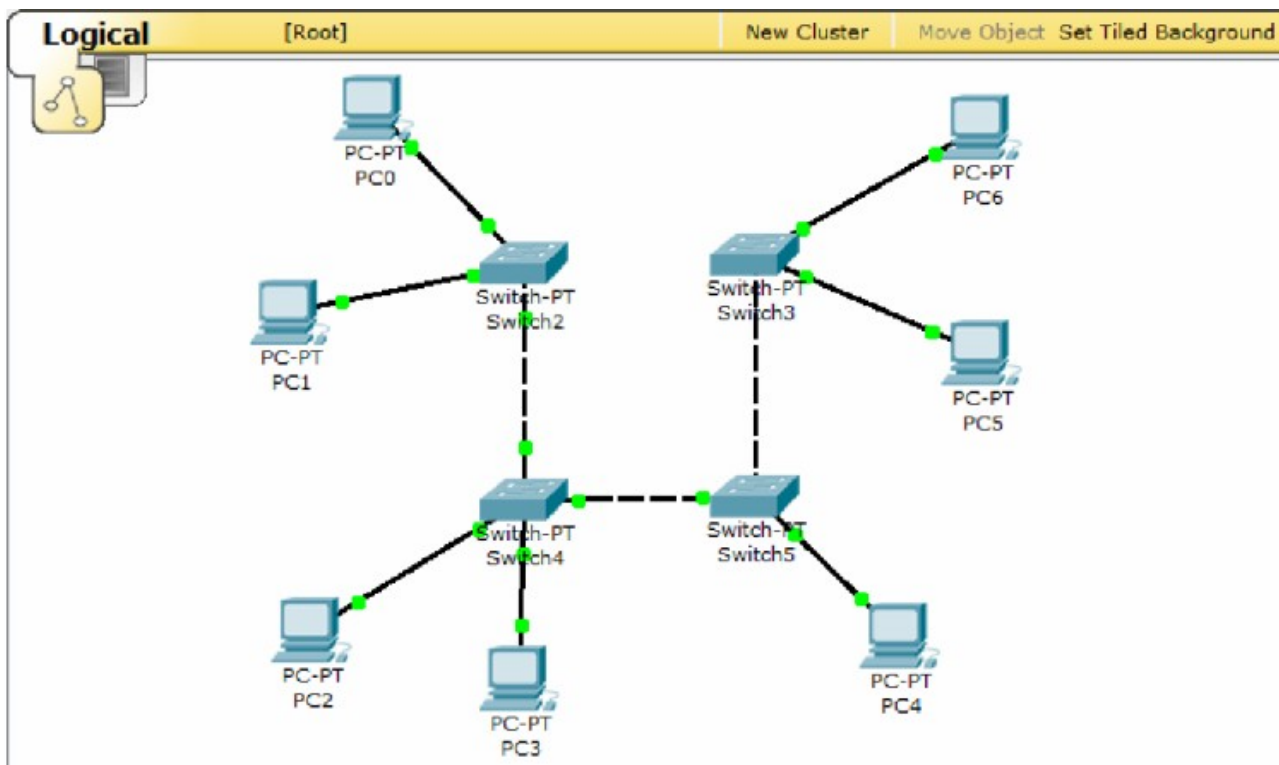 Logical
[Root]
New Cluster
Move Object
Set Tiled Background
PC-PT
PC0
PC-PT
PC6
Switch-PT
Switch2
Switch-PT
Switch3
PC-PT
PC1
PC-PT
PC5
Switch-PT
Switch4
Switch-PT
Switch5
PC-PT
PC2
PC-PT
PC3
PC-PT
PC4